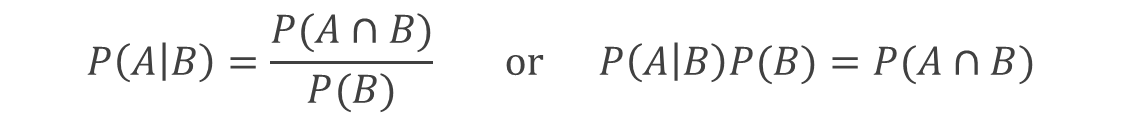 P(A|B) = P(A ∩ B) / P(B) or P(A|B)P(B) = P(A ∩ B)